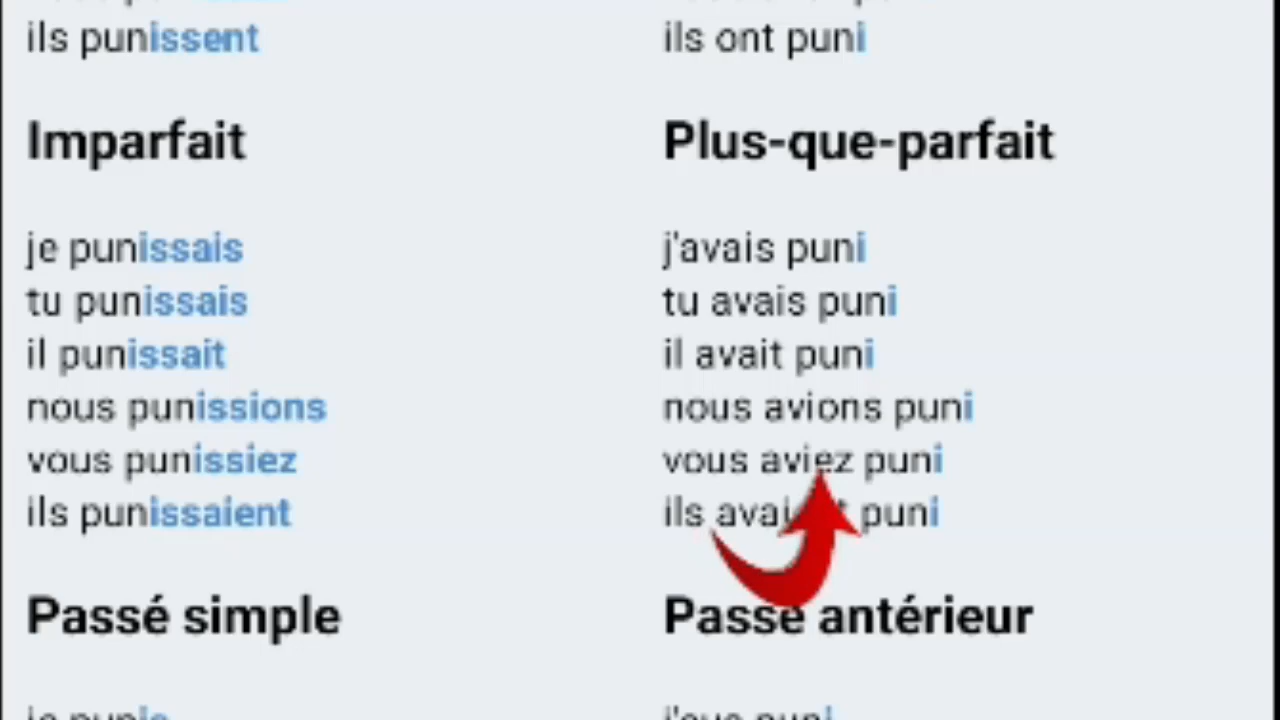 ils punissent
ils ont puni
Imparfait
je punissais
tu punissais
il punissait
nous punissions
vous punissiez
ils punissaient
Plus-que-parfait
j'avais puni
tu avais puni
il avait puni
nous avions puni
vous aviez puni
ils puni
Passé simple
Passé antérieur